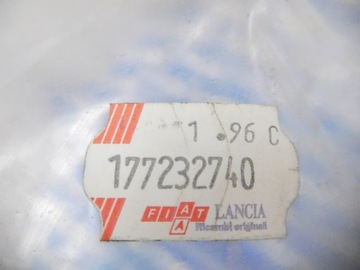 1.96 C
177232740
FIAT LANCIA
A Ricambi originali